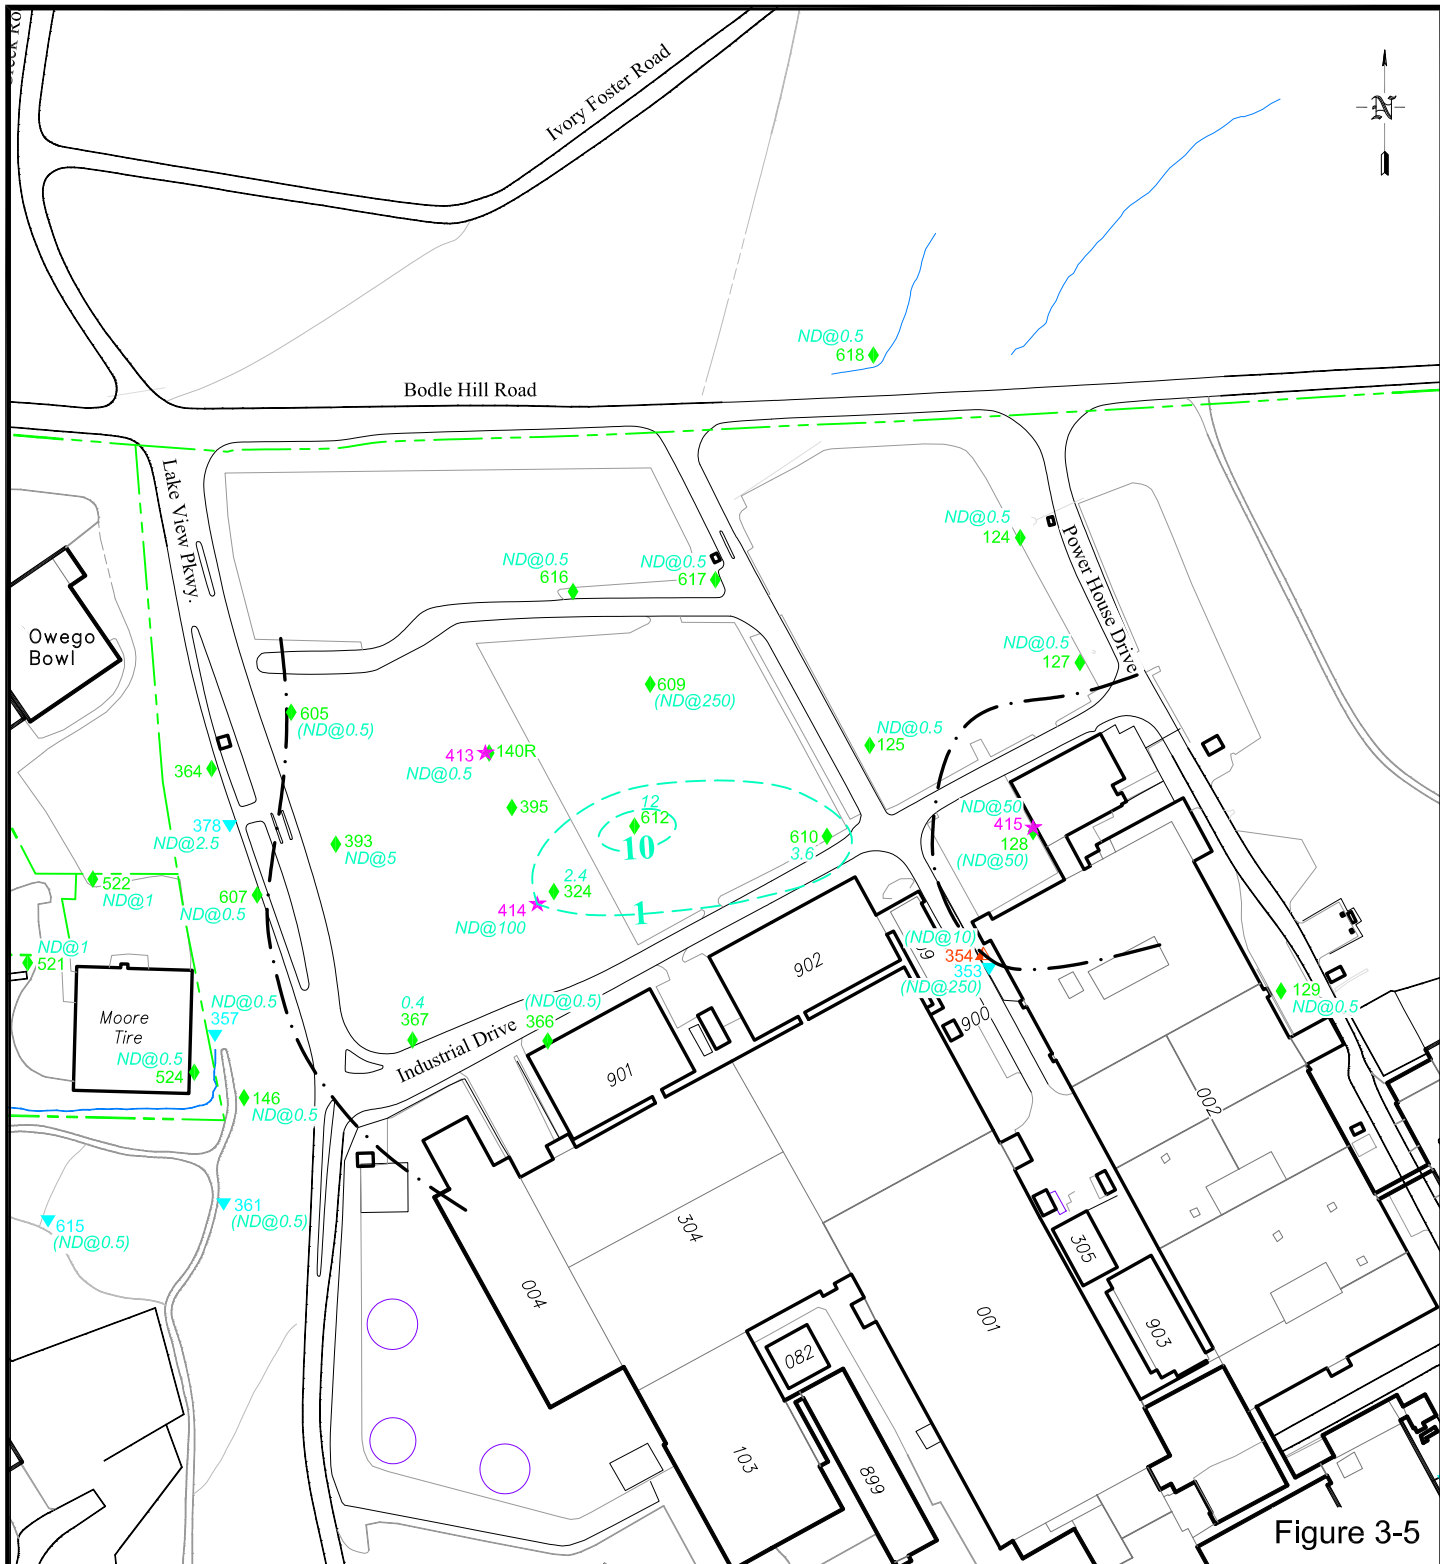 Ivory Foster Road
N
ND@0.5
618
Bodle Hill Road
Lake View Pkwy.
ND@0.5
124
Power House Drive
ND@0.5
616
ND@0.5
617
Owego
Bowl
ND@0.5
127
609
(ND@250)
605
(ND@0.5)
413
140R
ND@0.5
ND@0.5
125
364
395
12
612
10
ND@50
415
128
(ND@50)
378
ND@2.5
393
ND@5
610
3.6
2.4
324
414
ND@100
1
522
ND@1
607
ND@0.5
ND@1
521
(ND@10)
354
353
(ND@250)
902
900
129
ND@0.5
Moore
Tire
ND@0.5
357
ND@0.5
524
0.4
367
(ND@0.5)
366
Industrial Drive
901
146
ND@0.5
002
361
(ND@0.5)
615
(ND@0.5)
304
305
004
001
903
082
103
899
Figure 3-5